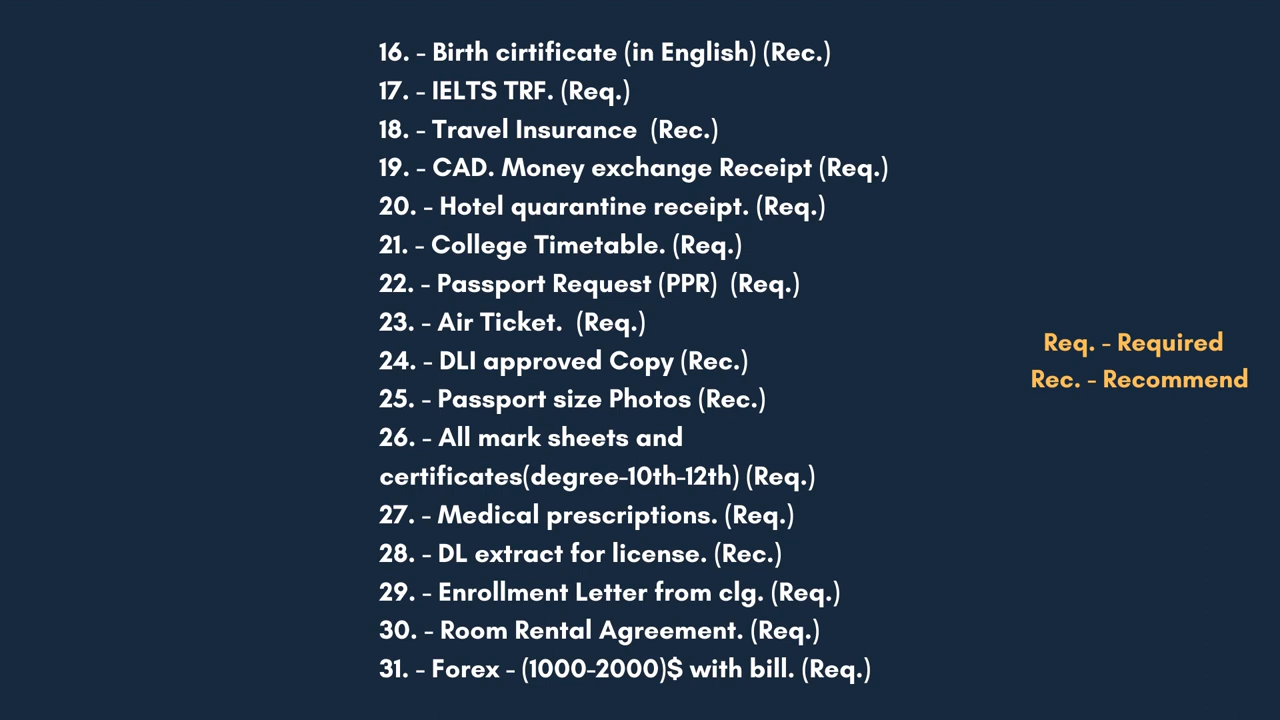 16. - Birth cirtificate (in English) (Rec.)
17. - IELTS TRF. (Req.)
18. - Travel Insurance  (Rec.)
19. - CAD. Money exchange Receipt (Req.)
20. - Hotel quarantine receipt. (Req.)
21. - College Timetable. (Req.)
22. - Passport Request (PPR)  (Req.)
23. - Air Ticket.  (Req.)
24. - DLI approved Copy (Rec.)
25. - Passport size Photos (Rec.)
26. - All mark sheets and
certificates(degree-10th-12th) (Req.)
27. - Medical prescriptions. (Req.)
28. - DL extract for license. (Rec.)
29. - Enrollment Letter from clg. (Req.)
30. - Room Rental Agreement. (Req.)
31. - Forex - (1000-2000)$ with bill. (Req.)
Req. - Required
Rec. - Recommend